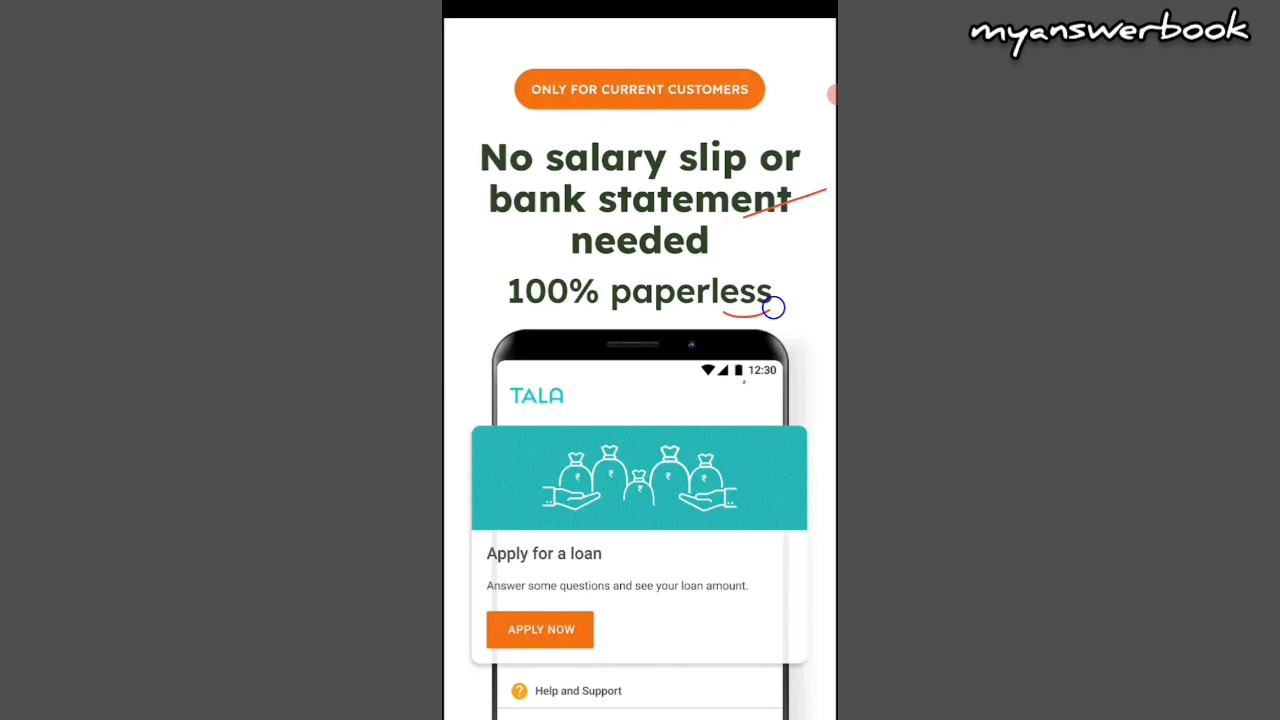 myanswerbook
ONLY FOR CURRENT CUSTOMERS
No salary slip or
bank statement
needed
100% paperless
12:30
TALA
₹ ₹ ₹ ₹ ₹
Apply for a loan
Answer some questions and see your loan amount.
APPLY NOW
? Help and Support